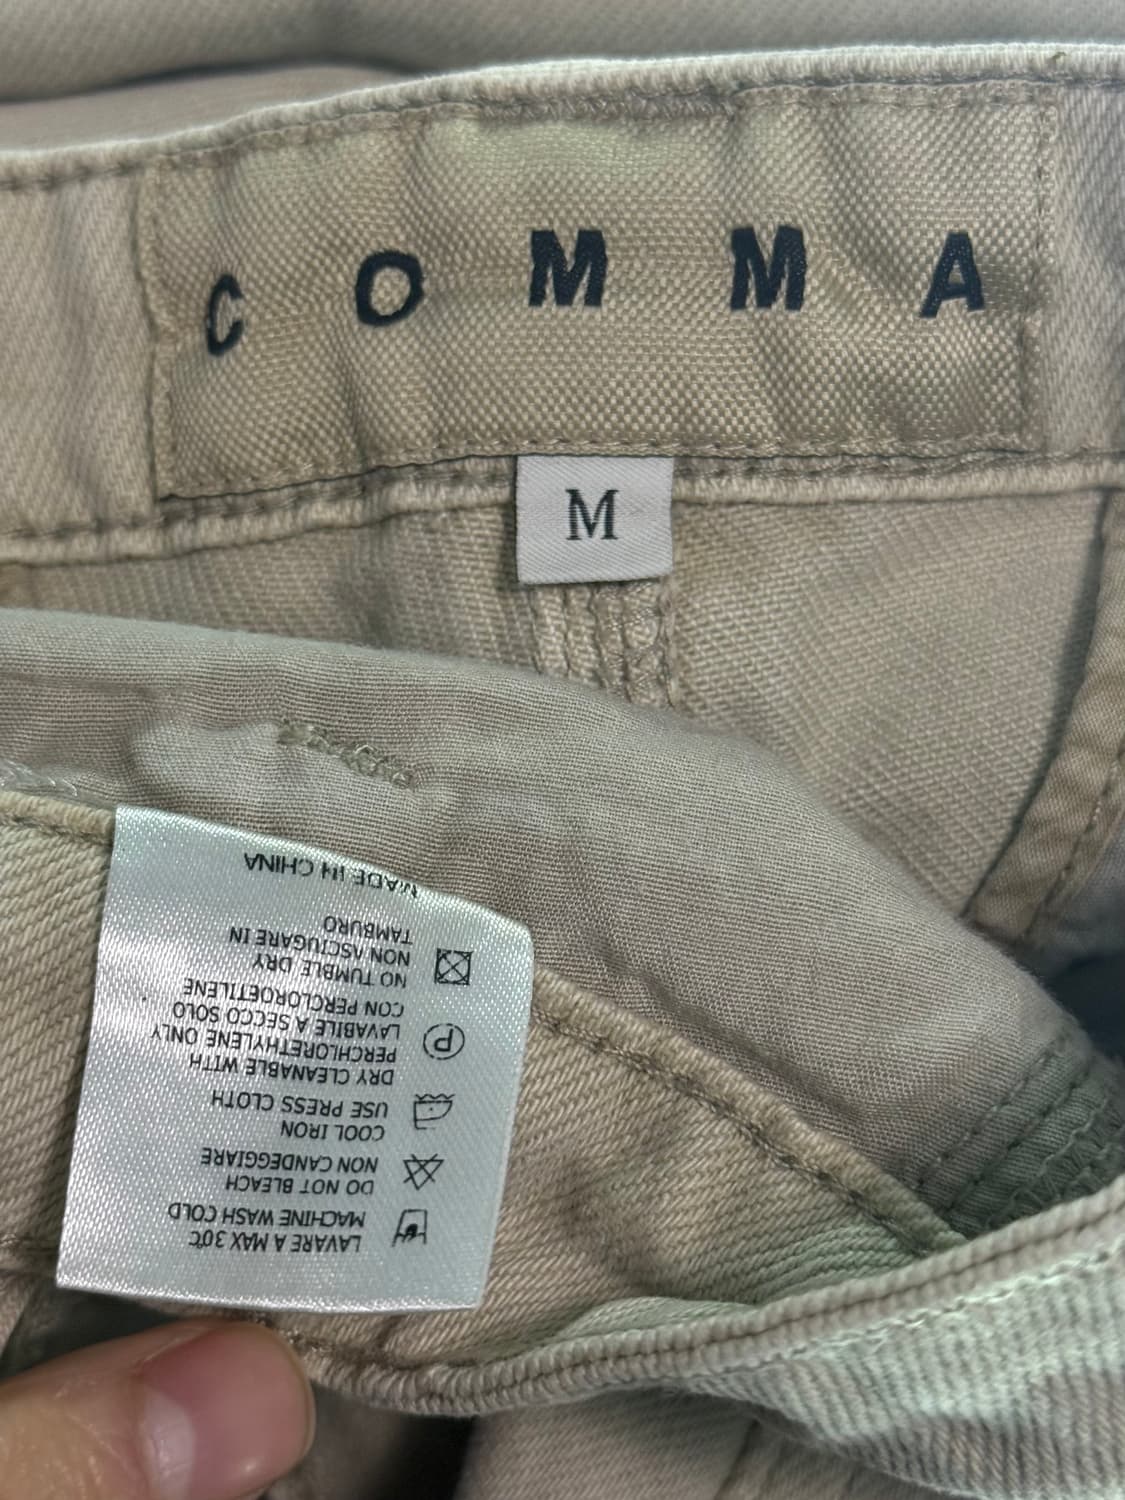 C O M M A
M
LAVARE A MAX 30℃
MACHINE WASH COLD
DO NOT BLEACH
NON CANDEGGIARE
COOL IRON
USE PRESS CLOTH
DRY CLEANABLE WITH
PERCHLORETHYLENE ONLY
LAVABILE A SECCO SOLO
CON PERCLOROETILENE
P
NO TUMBLE DRY
NON ASCIUGARE IN
TAMBURO
MADE IN CHINA